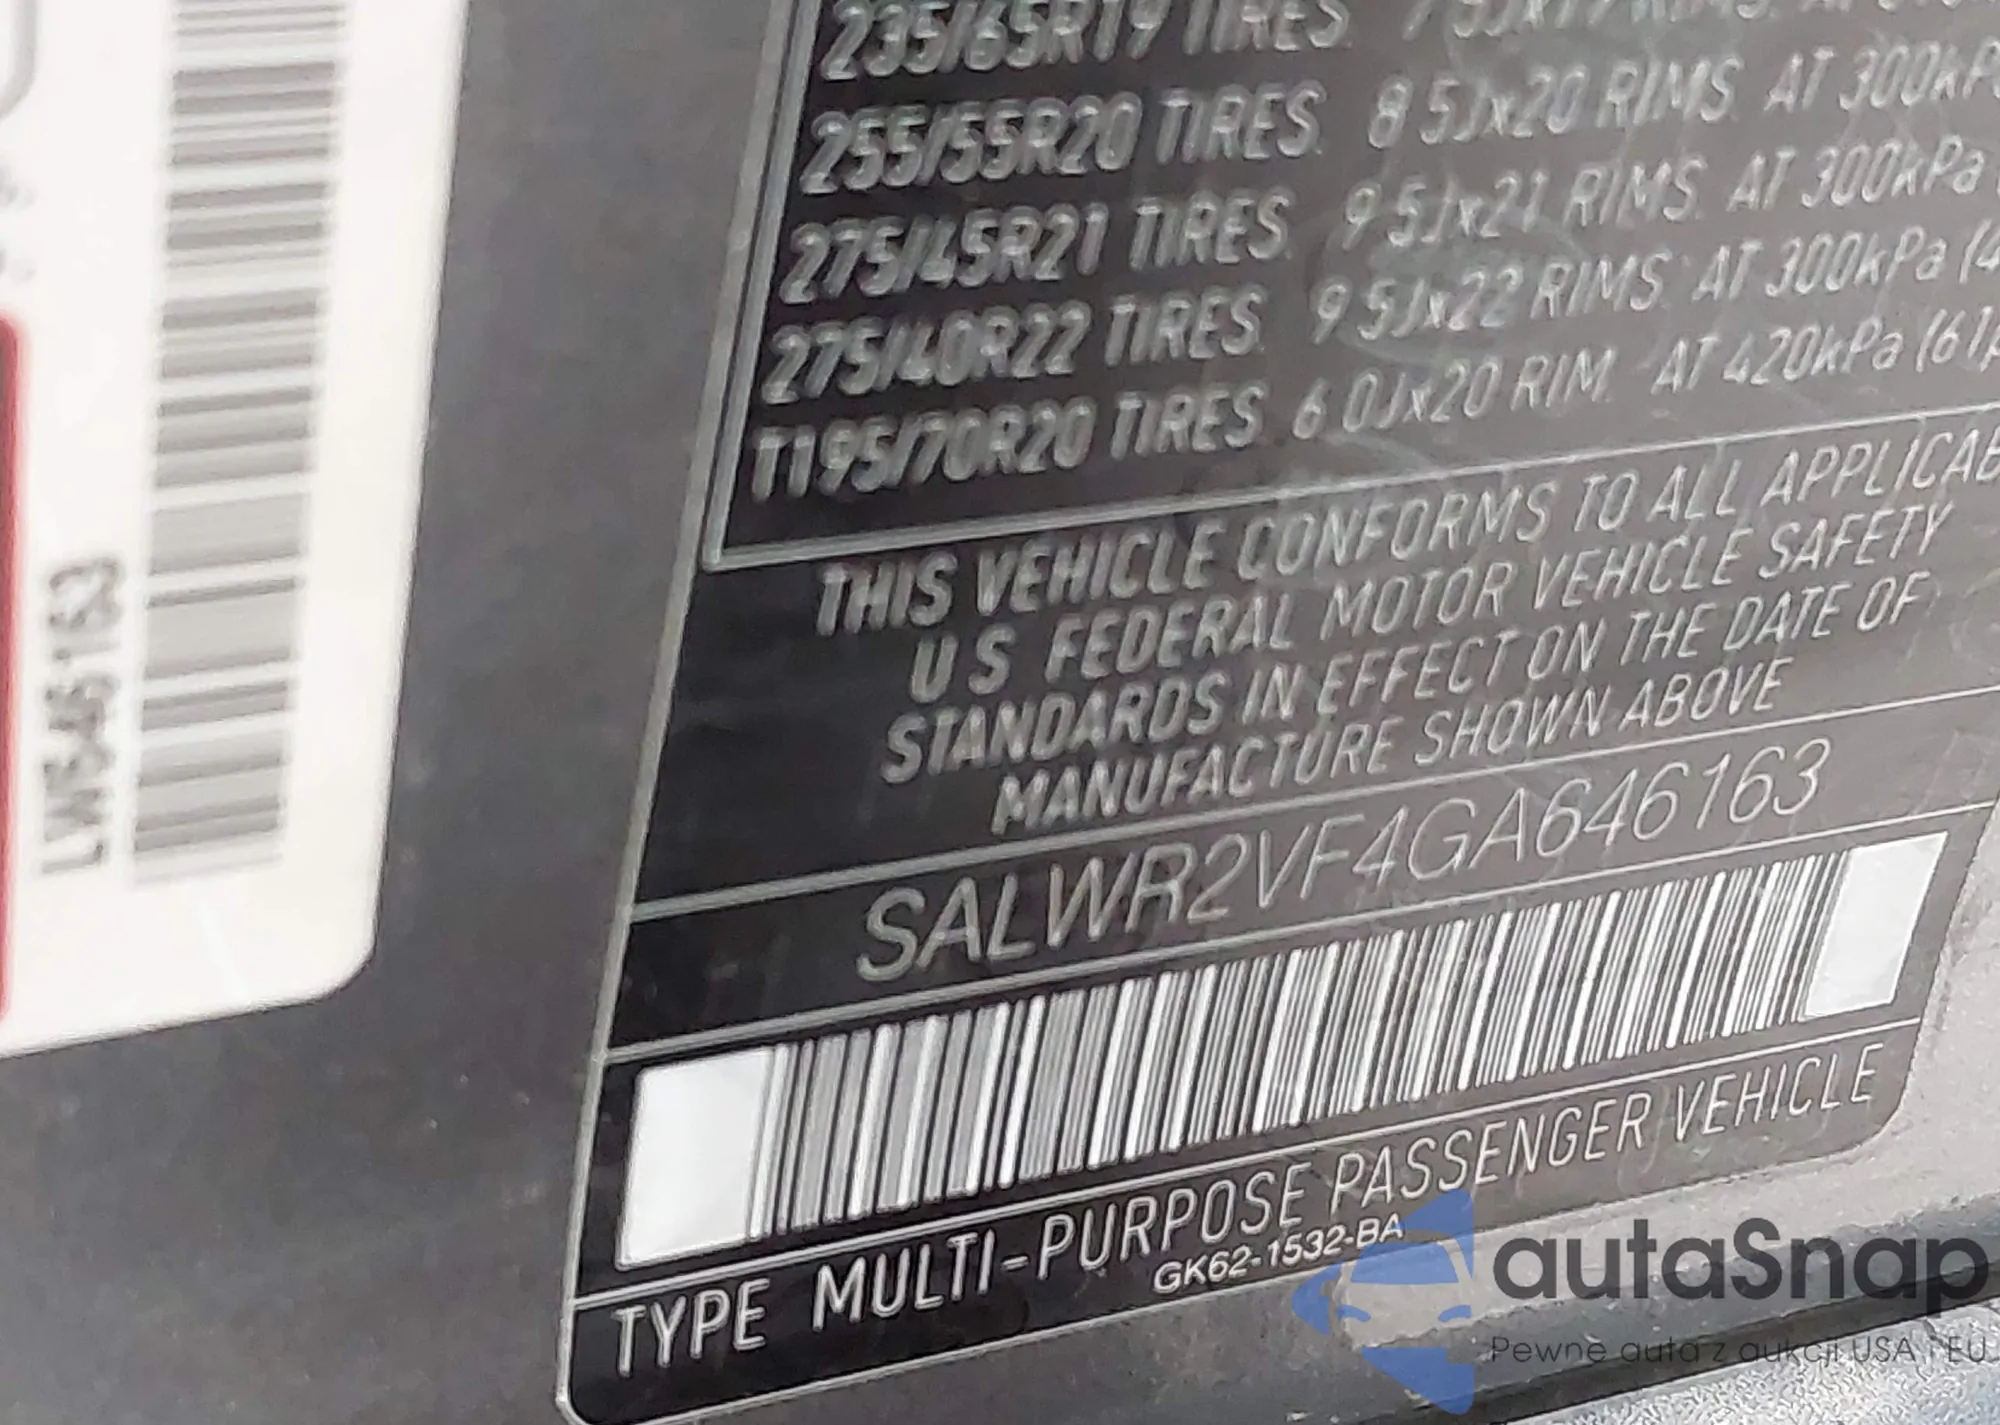 235/65R19 TIRES.
255/55R20 TIRES. 8 5Jx20 RIMS. AT 300kP
275/45R21 TIRES. 9 5Jx21 RIMS. AT 300kPa
275/40R22 TIRES. 9 5Jx22 RIMS. AT 300kPa (4
T195/70R20 TIRES 6 0Jx20 RIM. AT 420kPa (61p
THIS VEHICLE CONFORMS TO ALL APPLICAB
U S FEDERAL MOTOR VEHICLE SAFETY
STANDARDS IN EFFECT ON THE DATE OF
MANUFACTURE SHOWN ABOVE
SALWR2VF4GA646163
TYPE MULTI-PURPOSE PASSENGER VEHICLE
GK62-1532-BA
autaSnap
Pewne auta z aukcji USA i EU